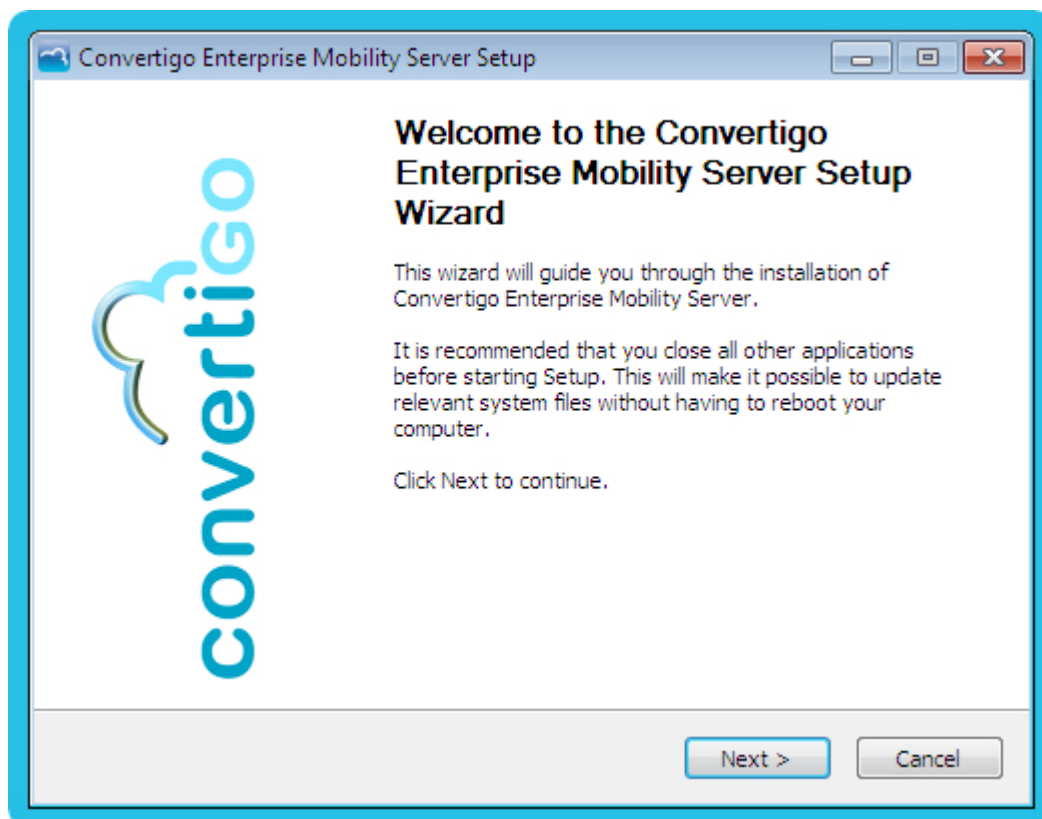 Convertigo Enterprise Mobility Server Setup
convertigo
Welcome to the Convertigo
Enterprise Mobility Server Setup
Wizard
This wizard will guide you through the installation of
Convertigo Enterprise Mobility Server.
It is recommended that you close all other applications
before starting Setup. This will make it possible to update
relevant system files without having to reboot your
computer.
Click Next to continue.
Next >
Cancel